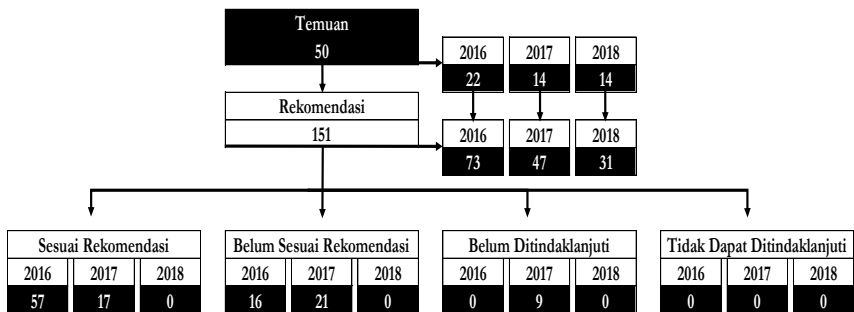 Temuan
50
2016 2017 2018
22 14 14
Rekomendasi
151
2016 2017 2018
73 47 31
Sesuai Rekomendasi
2016 2017 2018
57 17 0
Belum Sesuai Rekomendasi
2016 2017 2018
16 21 0
Belum Ditindaklanjuti
2016 2017 2018
0 9 0
Tidak Dapat Ditindaklanjuti
2016 2017 2018
0 0 0